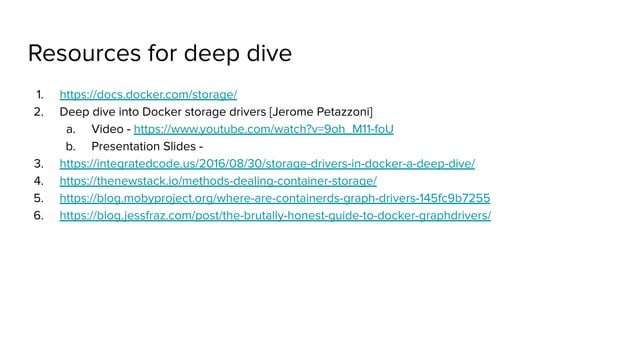 Resources for deep dive
1. https://docs.docker.com/storage/
2. Deep dive into Docker storage drivers [Jerome Petazzoni]
a. Video - https://www.youtube.com/watch?v=9oh_M11-foU
b. Presentation Slides -
3. https://integratedcode.us/2016/08/30/storage-drivers-in-docker-a-deep-dive/
4. https://thenewstack.io/methods-dealing-container-storage/
5. https://blog.mobyproject.org/where-are-containerds-graph-drivers-145fc9b7255
6. https://blog.jessfraz.com/post/the-brutally-honest-guide-to-docker-graphdrivers/